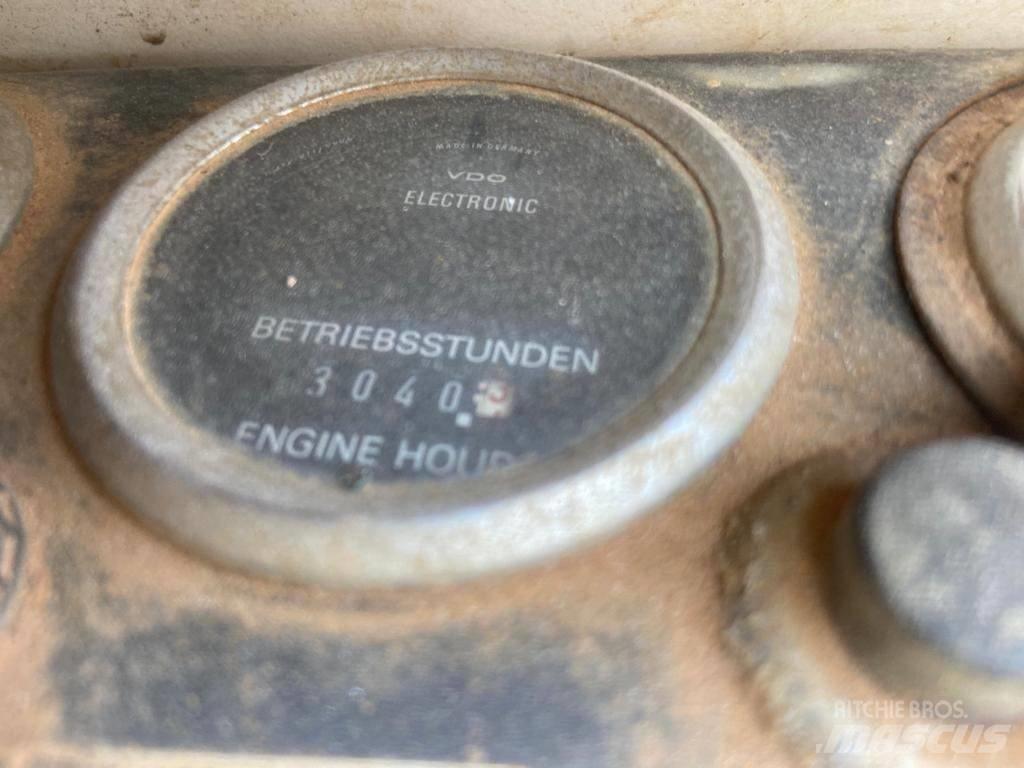 MADE IN GERMANY
VDO
ELECTRONIC
BETRIEBSSTUNDEN
3040
ENGINE HOURS
RITCHIE BROS.
mascus